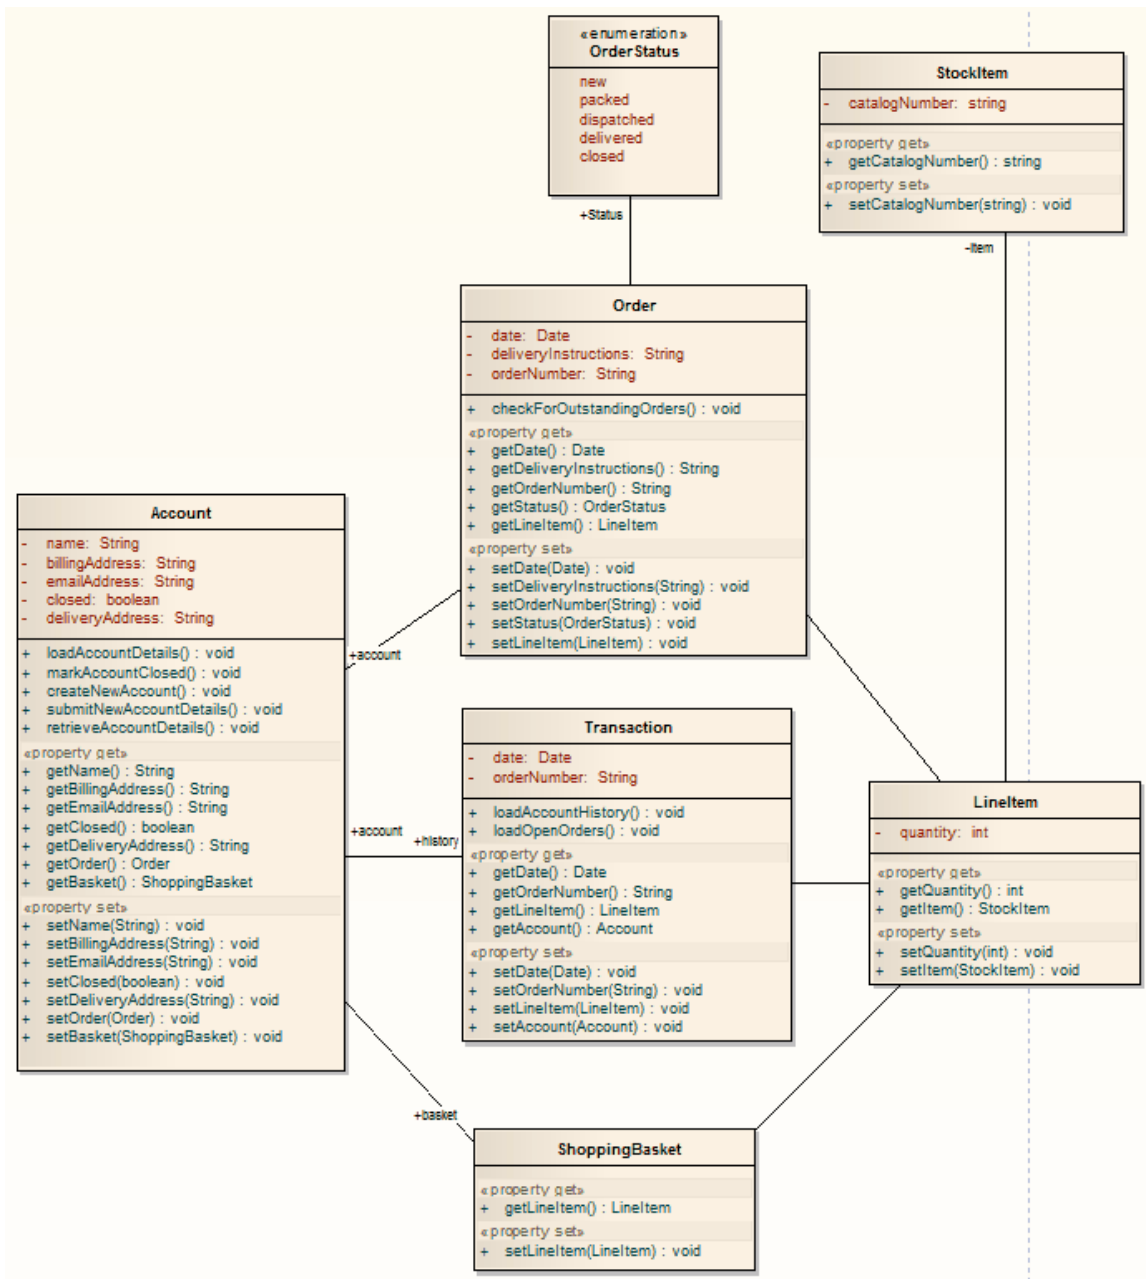 «enumeration»
OrderStatus
new
packed
dispatched
delivered
closed
+Status
StockItem
- catalogNumber: string
«property get»
+ getCatalogNumber() : string
«property set»
+ setCatalogNumber(string) : void
-Item
Order
- date: Date
- deliveryInstructions: String
- orderNumber: String
+ checkForOutstandingOrders() : void
«property get»
+ getDate() : Date
+ getDeliveryInstructions() : String
+ getOrderNumber() : String
+ getStatus() : OrderStatus
+ getLineItem() : LineItem
«property set»
+ setDate(Date) : void
+ setDeliveryInstructions(String) : void
+ setOrderNumber(String) : void
+ setStatus(OrderStatus) : void
+ setLineItem(LineItem) : void
Account
- name: String
- billingAddress: String
- emailAddress: String
- closed: boolean
- deliveryAddress: String
+ loadAccountDetails() : void
+ markAccountClosed() : void
+ createNewAccount() : void
+ submitNewAccountDetails() : void
+ retrieveAccountDetails() : void
«property get»
+ getName() : String
+ getBillingAddress() : String
+ getEmailAddress() : String
+ getClosed() : boolean
+ getDeliveryAddress() : String
+ getOrder() : Order
+ getBasket() : ShoppingBasket
«property set»
+ setName(String) : void
+ setBillingAddress(String) : void
+ setEmailAddress(String) : void
+ setClosed(boolean) : void
+ setDeliveryAddress(String) : void
+ setOrder(Order) : void
+ setBasket(ShoppingBasket) : void
+account
+account
+history
Transaction
- date: Date
- orderNumber: String
+ loadAccountHistory() : void
+ loadOpenOrders() : void
«property get»
+ getDate() : Date
+ getOrderNumber() : String
+ getLineItem() : LineItem
+ getAccount() : Account
«property set»
+ setDate(Date) : void
+ setOrderNumber(String) : void
+ setLineItem(LineItem) : void
+ setAccount(Account) : void
LineItem
- quantity: int
«property get»
+ getQuantity() : int
+ getItem() : StockItem
«property set»
+ setQuantity(int) : void
+ setItem(StockItem) : void
+basket
ShoppingBasket
«property get»
+ getLineItem() : LineItem
«property set»
+ setLineItem(LineItem) : void